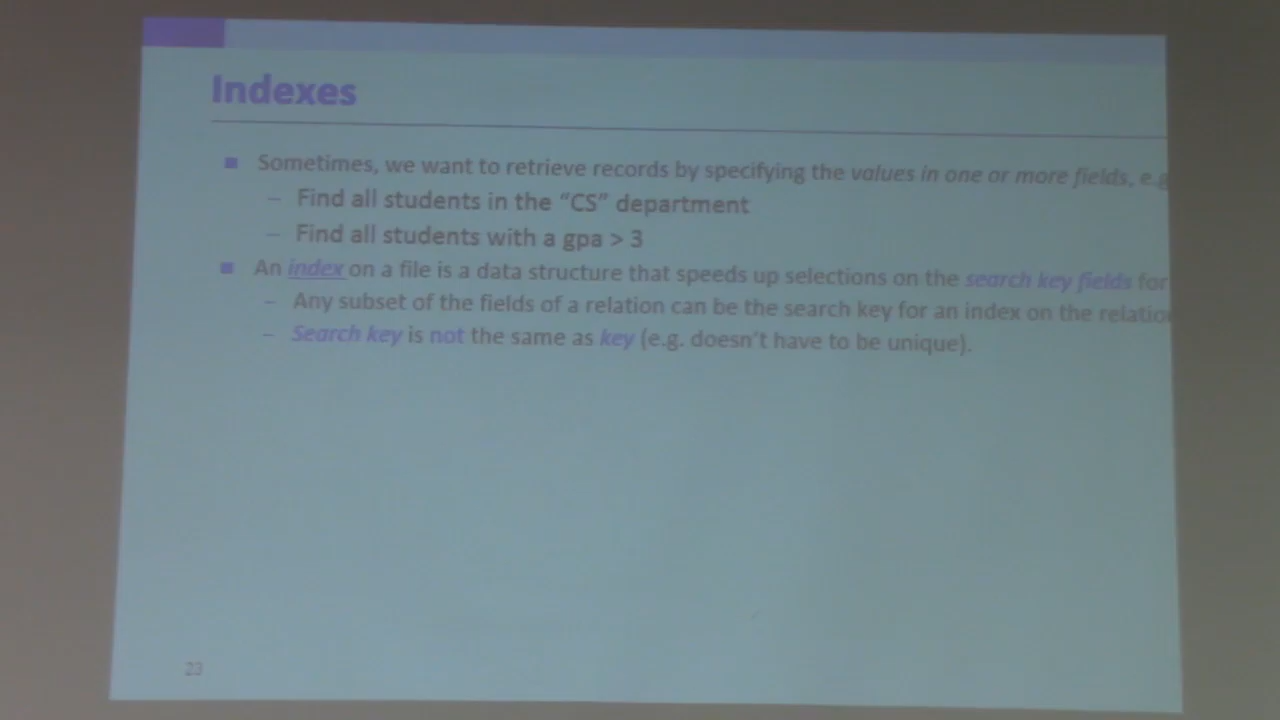 Indexes
Sometimes, we want to retrieve records by specifying the values in one or more fields, e.g
– Find all students in the “CS” department
– Find all students with a gpa > 3
An index on a file is a data structure that speeds up selections on the search key fields for
– Any subset of the fields of a relation can be the search key for an index on the relation
– Search key is not the same as key (e.g. doesn’t have to be unique).
23